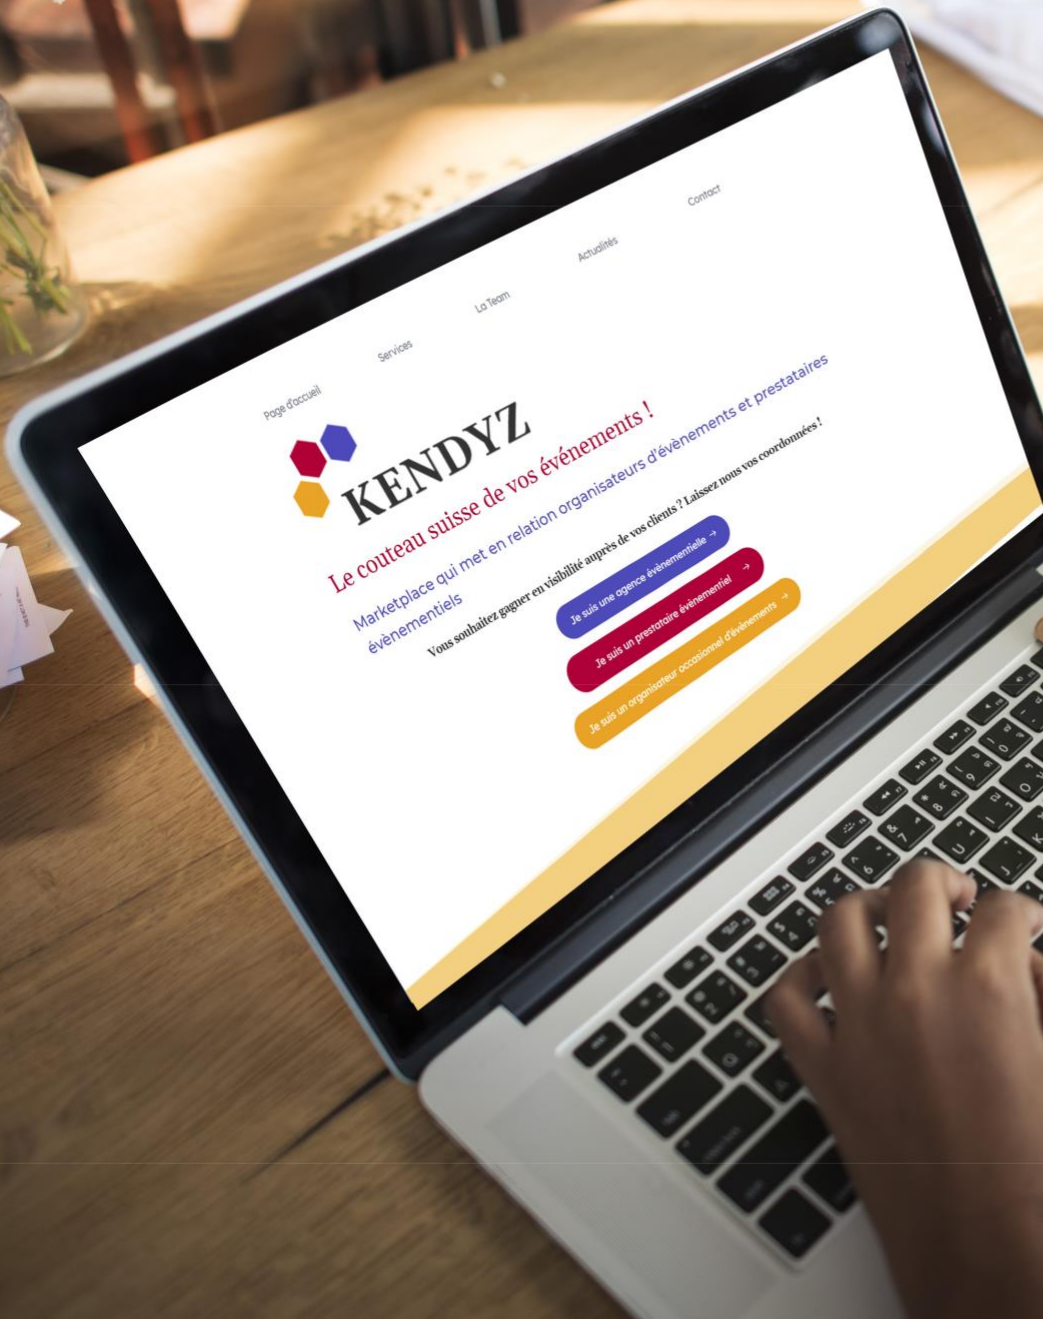 Page d'accueil
Services
La Team
Actualités
Contact
KENDYZ
Le couteau suisse de vos événements !
Marketplace qui met en relation organisateurs d'évènements et prestataires
évènementiels
Vous souhaitez gagner en visibilité auprès de vos clients ? Laissez nous vos coordonnées !
Je suis une agence évènementielle →
Je suis un prestataire évènementiel →
Je suis un organisateur occasionnel d'évènements →